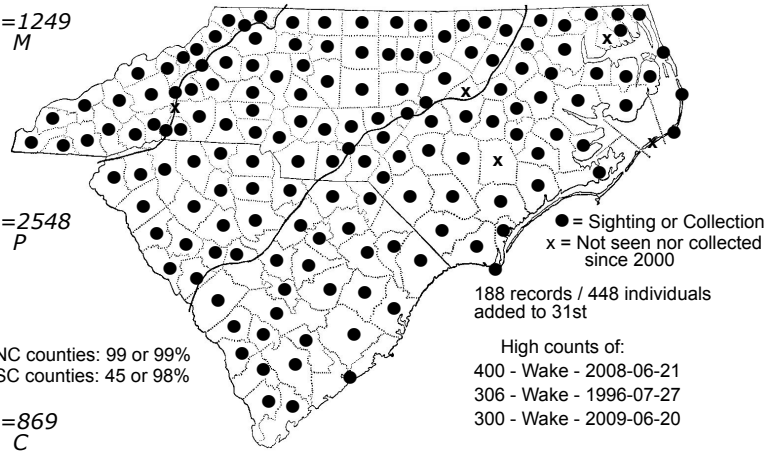 =1249
M
=2548
P
● = Sighting or Collection
x = Not seen nor collected
since 2000
188 records / 448 individuals
added to 31st
NC counties: 99 or 99%
SC counties: 45 or 98%
High counts of:
400 - Wake - 2008-06-21
306 - Wake - 1996-07-27
300 - Wake - 2009-06-20
=869
C